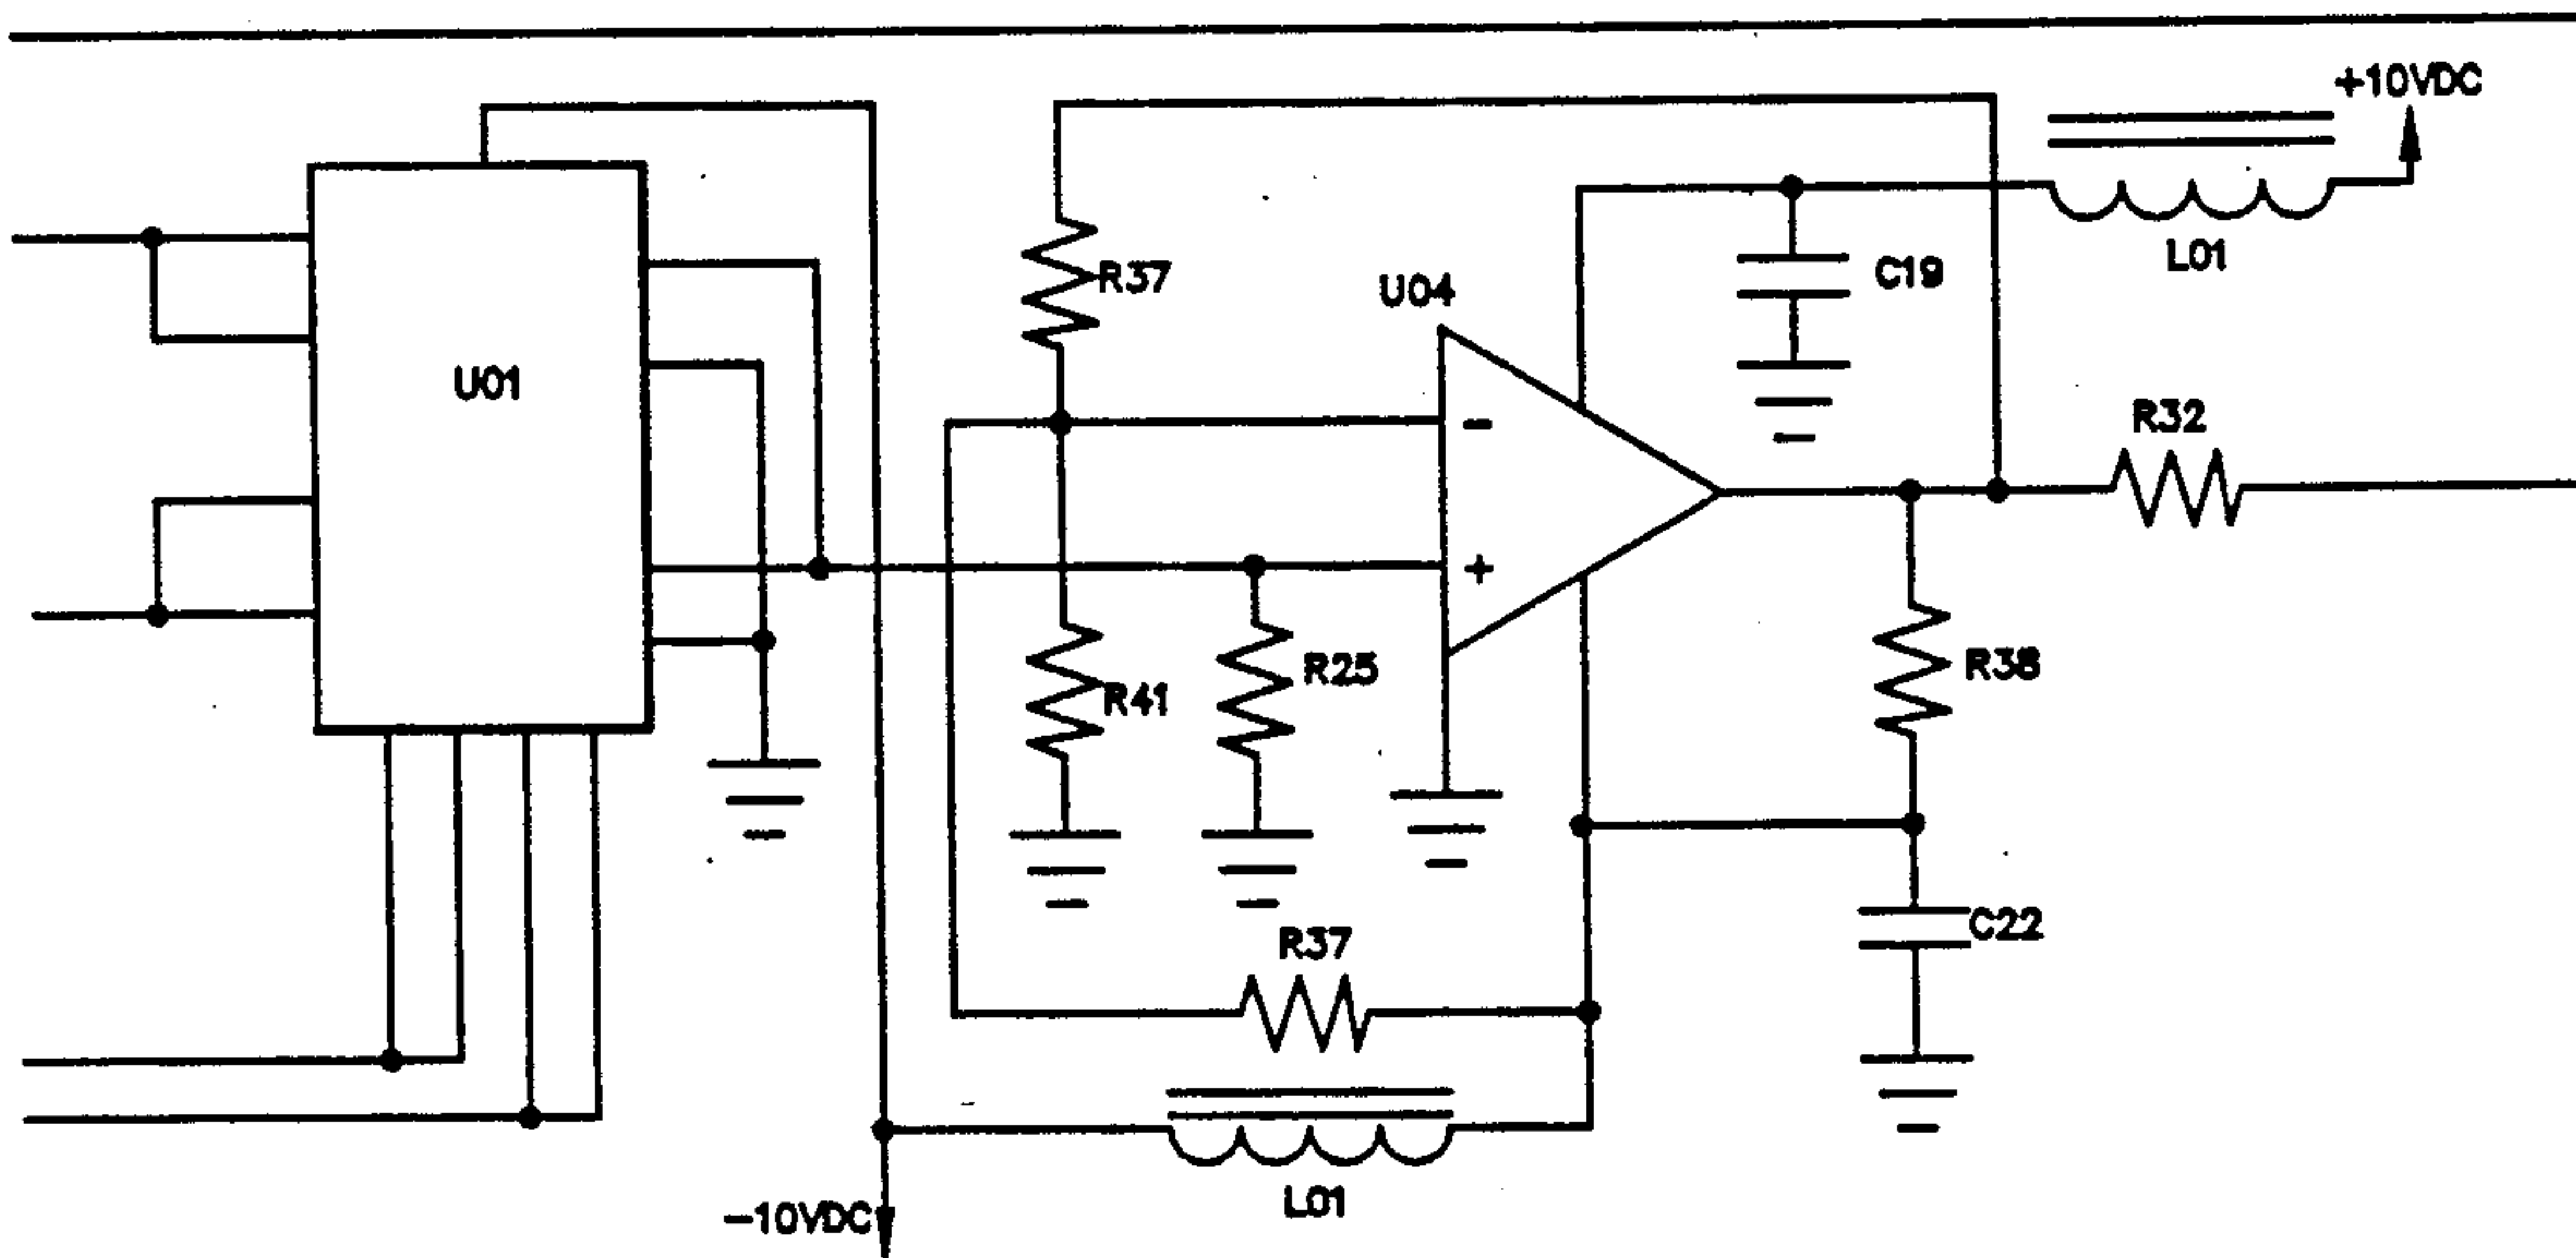 +10VDC
L01
R37
C19
U04
U01
R32
-
+
R25
R38
R41
R37
C22
L01
-10VDC